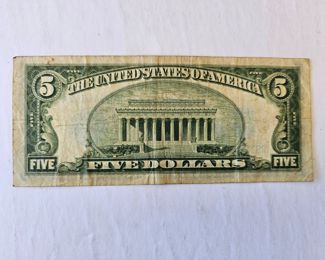 5 THE UNITED STATES OF AMERICA 5
FIVE FIVE DOLLARS FIVE